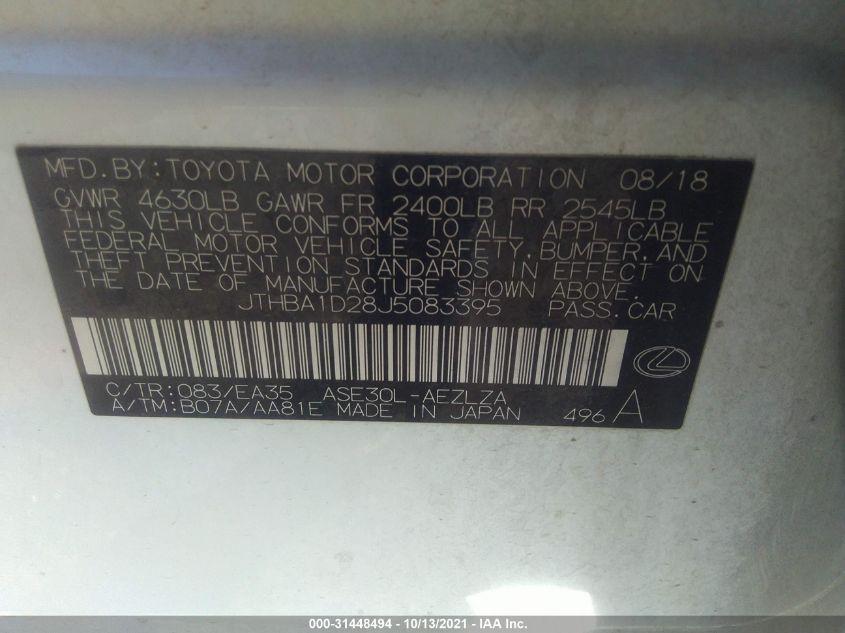 MFD. BY: TOYOTA MOTOR CORPORATION 08/18
GVWR 4630LB GAWR FR 2400LB RR 2545LB
THIS VEHICLE CONFORMS TO ALL APPLICABLE
FEDERAL MOTOR VEHICLE SAFETY, BUMPER, AND
THEFT PREVENTION STANDARDS IN EFFECT ON
THE DATE OF MANUFACTURE SHOWN ABOVE.
JTHBA1D28J5083395 PASS. CAR
C/TR: 083/EA35 ASE30L-AEZLZA
A/TM: B07A/AA81E MADE IN JAPAN 496 A
000-31448494 - 10/13/2021 - IAA Inc.